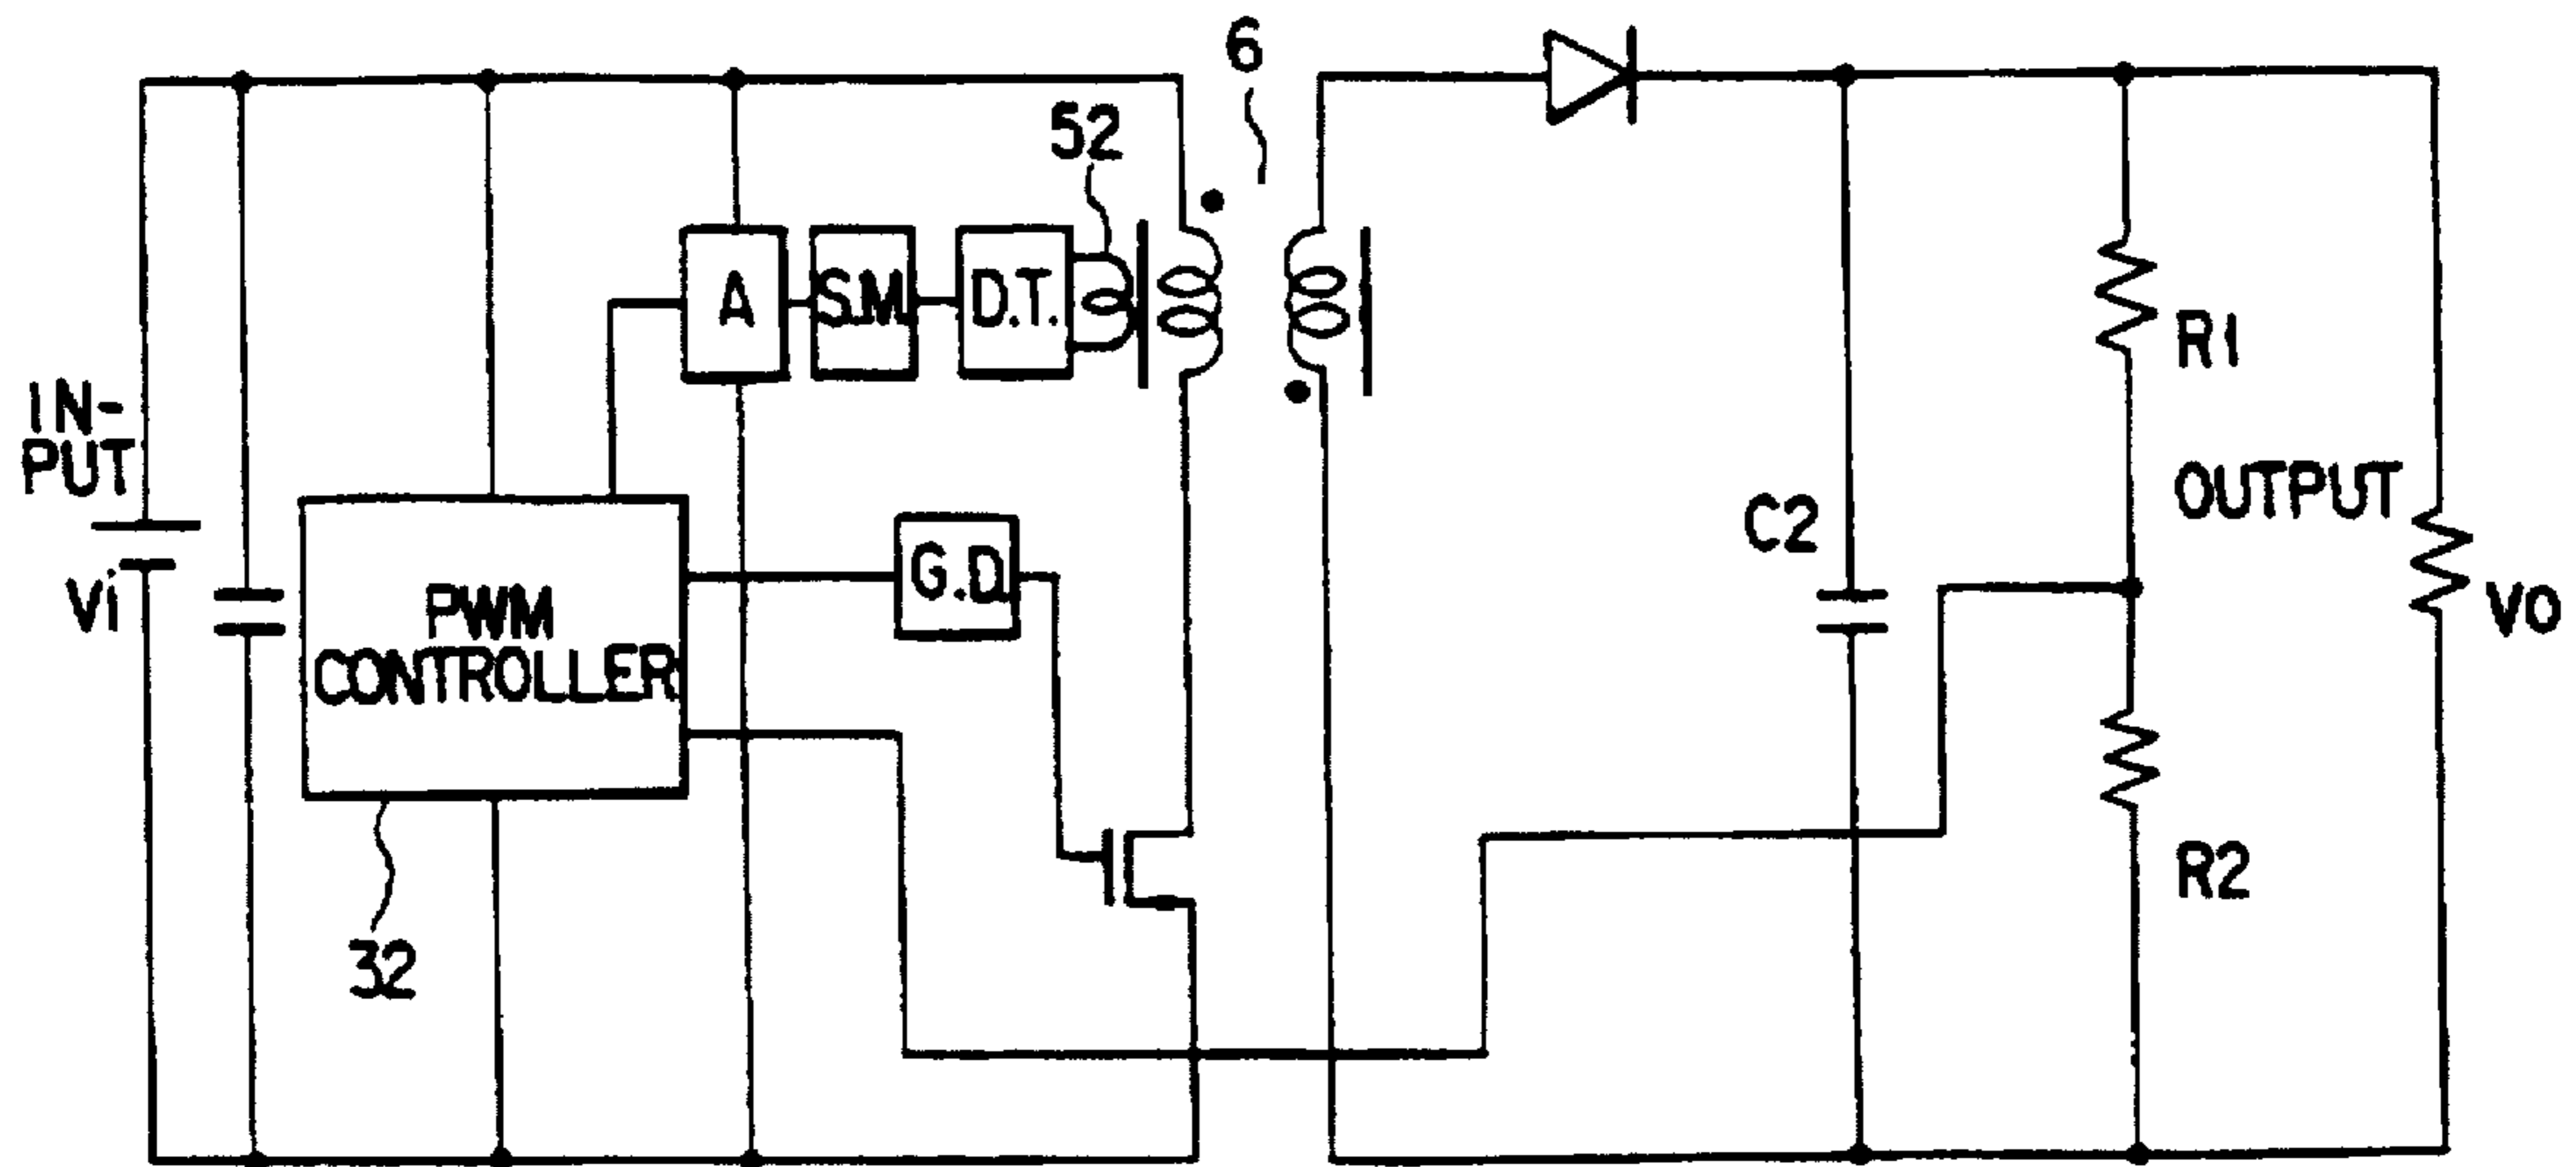 6
52
A
S.M.
D.T.
R1
IN-
PUT
Vi
PWM
CONTROLLER
G.D.
C2
OUTPUT
VO
R2
32